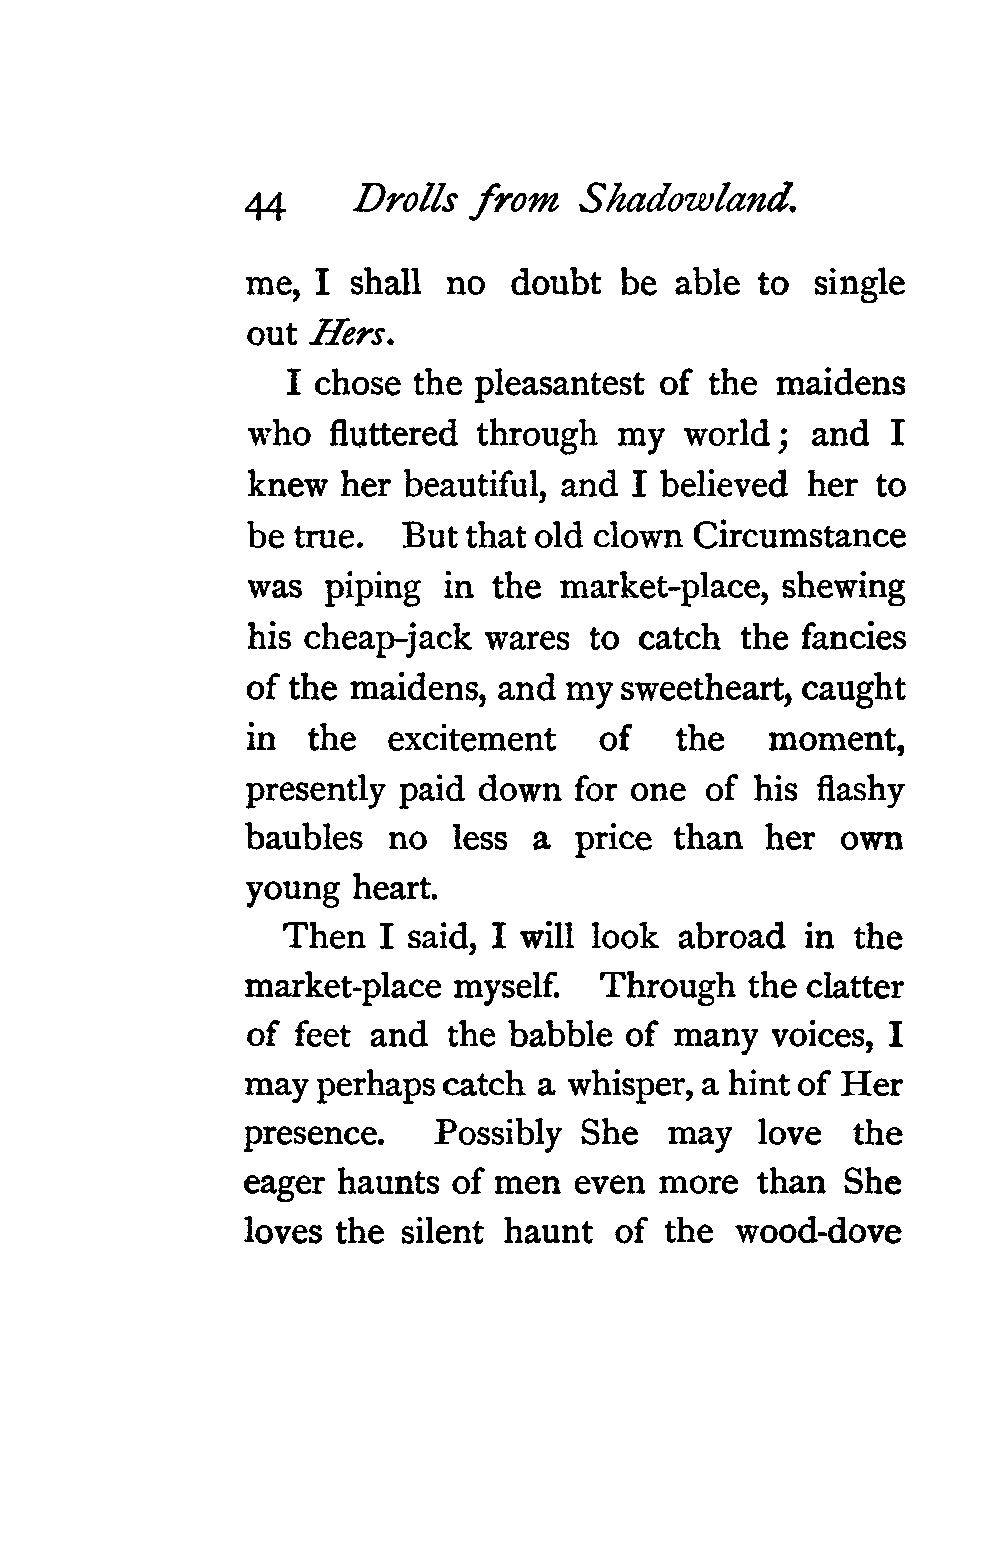 44 Drolls from Shadowland.
me, I shall no doubt be able to single
out Hers.
I chose the pleasantest of the maidens
who fluttered through my world; and I
knew her beautiful, and I believed her to
be true. But that old clown Circumstance
was piping in the market-place, shewing
his cheap-jack wares to catch the fancies
of the maidens, and my sweetheart, caught
in the excitement of the moment,
presently paid down for one of his flashy
baubles no less a price than her own
young heart.
Then I said, I will look abroad in the
market-place myself. Through the clatter
of feet and the babble of many voices, I
may perhaps catch a whisper, a hint of Her
presence. Possibly She may love the
eager haunts of men even more than She
loves the silent haunt of the wood-dove